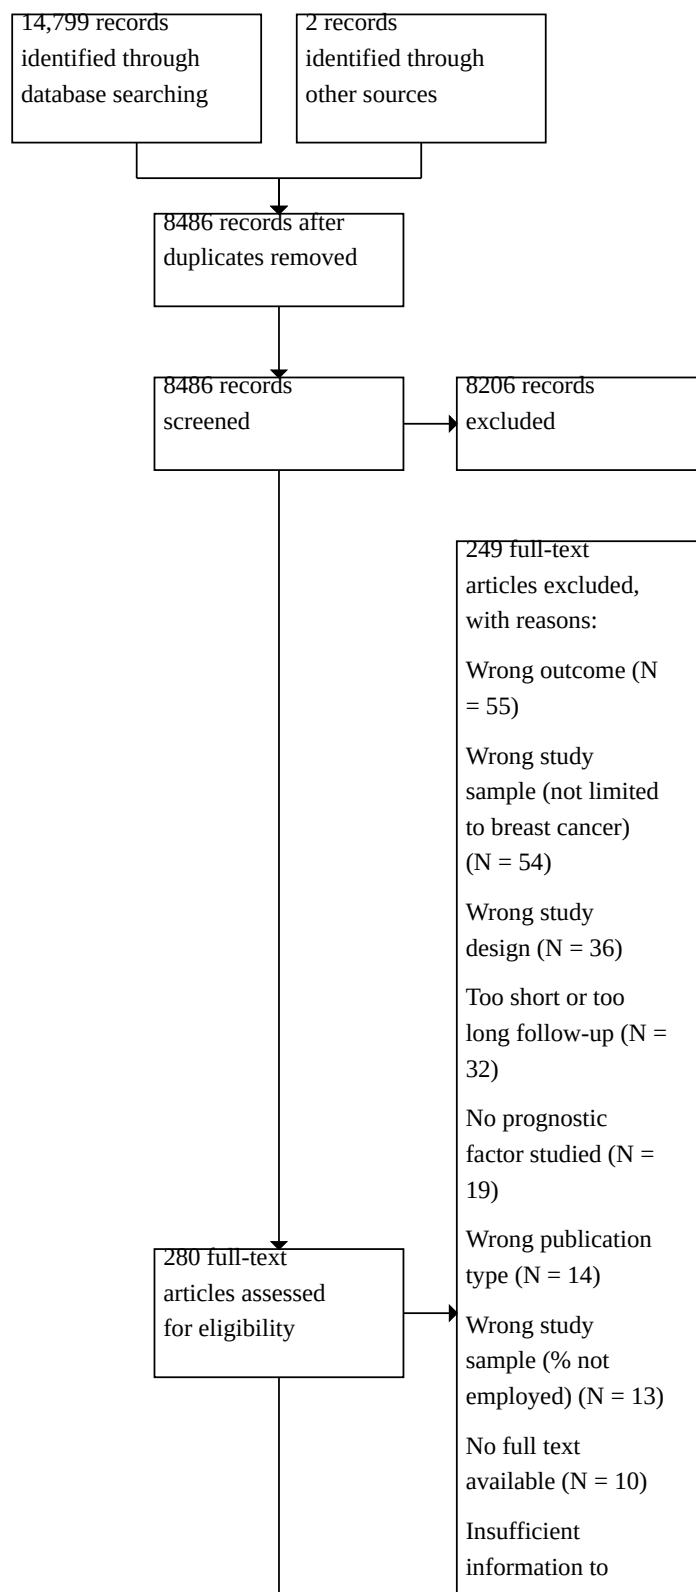 14,799 records
identified through
database searching
2 records
identified through
other sources
8486 records after
duplicates removed
8486 records
screened
8206 records
excluded
249 full-text
articles excluded,
with reasons:
Wrong outcome (N
= 55)
Wrong study
sample (not limited
to breast cancer)
(N = 54)
Wrong study
design (N = 36)
Too short or too
long follow-up (N =
32)
No prognostic
factor studied (N =
19)
Wrong publication
type (N = 14)
Wrong study
sample (% not
employed) (N = 13)
No full text
available (N = 10)
Insufficient
information to
280 full-text
articles assessed
for eligibility